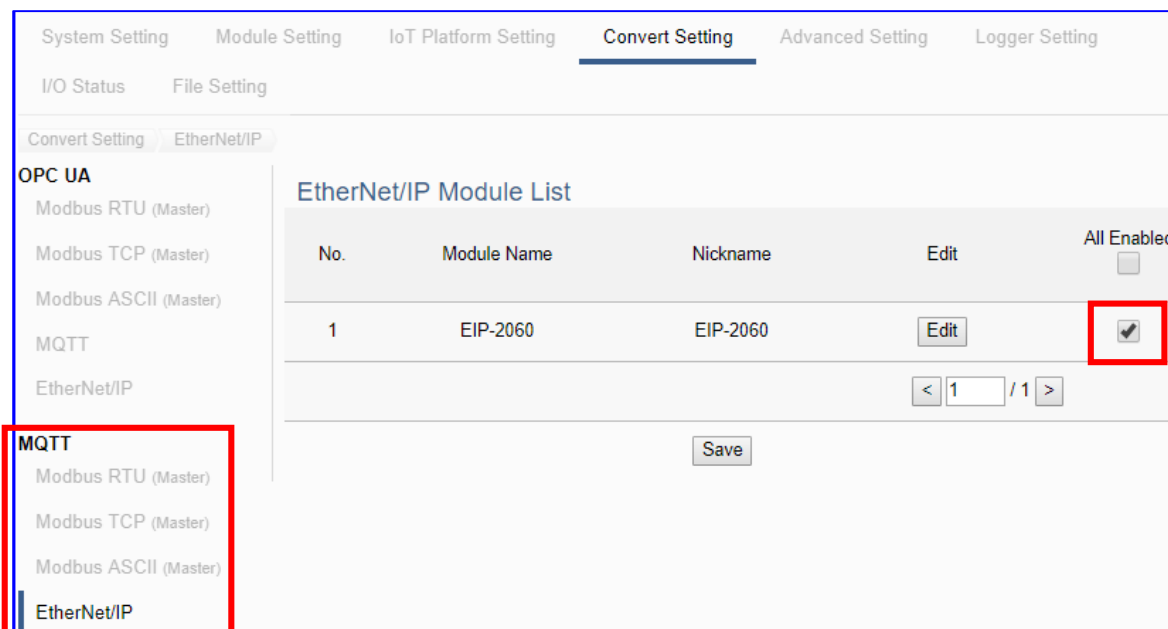 System Setting Module Setting IoT Platform Setting Convert Setting Advanced Setting Logger Setting
I/O Status File Setting
Convert Setting EtherNet/IP
OPC UA
Modbus RTU (Master)
Modbus TCP (Master)
Modbus ASCII (Master)
MQTT
EtherNet/IP
MQTT
Modbus RTU (Master)
Modbus TCP (Master)
Modbus ASCII (Master)
EtherNet/IP
EtherNet/IP Module List
No. Module Name Nickname Edit All Enabled
1 EIP-2060 EIP-2060 Edit
< 1 / 1 >
Save